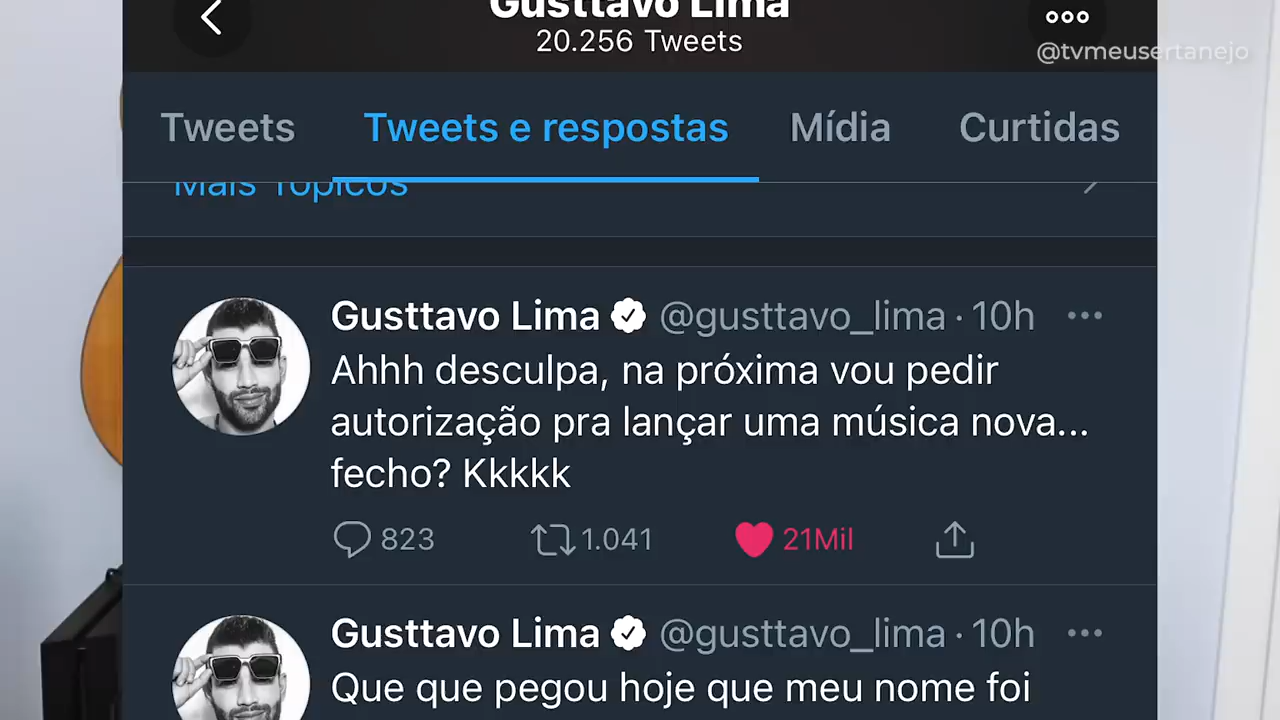 Gusttavo Lima
20.256 Tweets
@tvmeusertanejo
Tweets Tweets e respostas Mídia Curtidas
Mais Tópicos
Gusttavo Lima @gusttavo_lima · 10h
Ahhh desculpa, na próxima vou pedir
autorização pra lançar uma música nova...
fecho? Kkkkk
823 1.041 21Mil
Gusttavo Lima @gusttavo_lima · 10h
Que que pegou hoje que meu nome foi